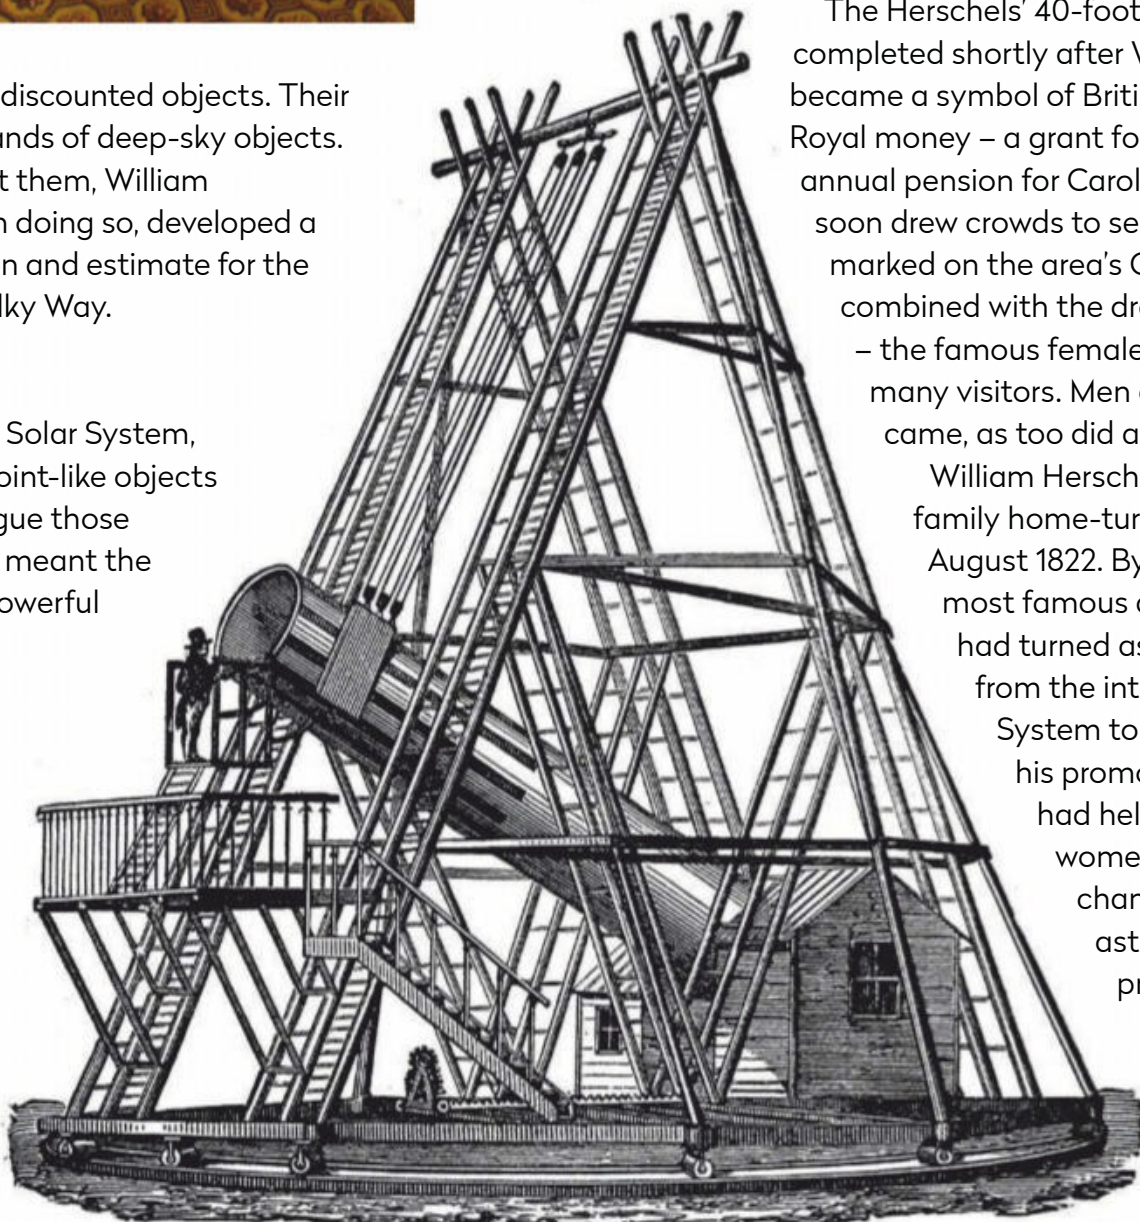 discounted objects. Their
ands of deep-sky objects.
t them, William
n doing so, developed a
n and estimate for the
lky Way.
Solar System,
oint-like objects
gue those
meant the
owerful
The Herschels’ 40-foot
completed shortly after
became a symbol of Briti
Royal money – a grant fo
annual pension for Carol
soon drew crowds to se
marked on the area’s
combined with the dr
– the famous female
many visitors. Men
came, as too did a
William Hersch
family home-tur
August 1822. By
most famous
had turned as
from the int
System to
his prom
had hel
wome
char
ast
pr